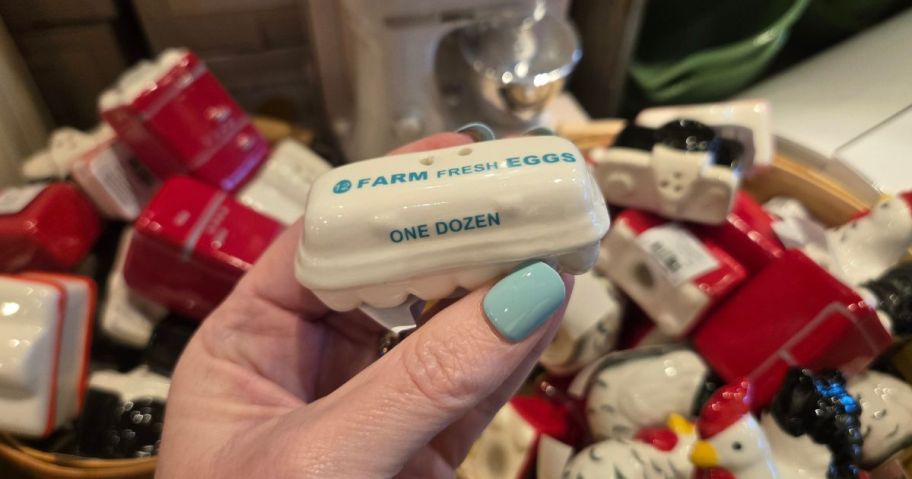 12 FARM FRESH EGGS
ONE DOZEN